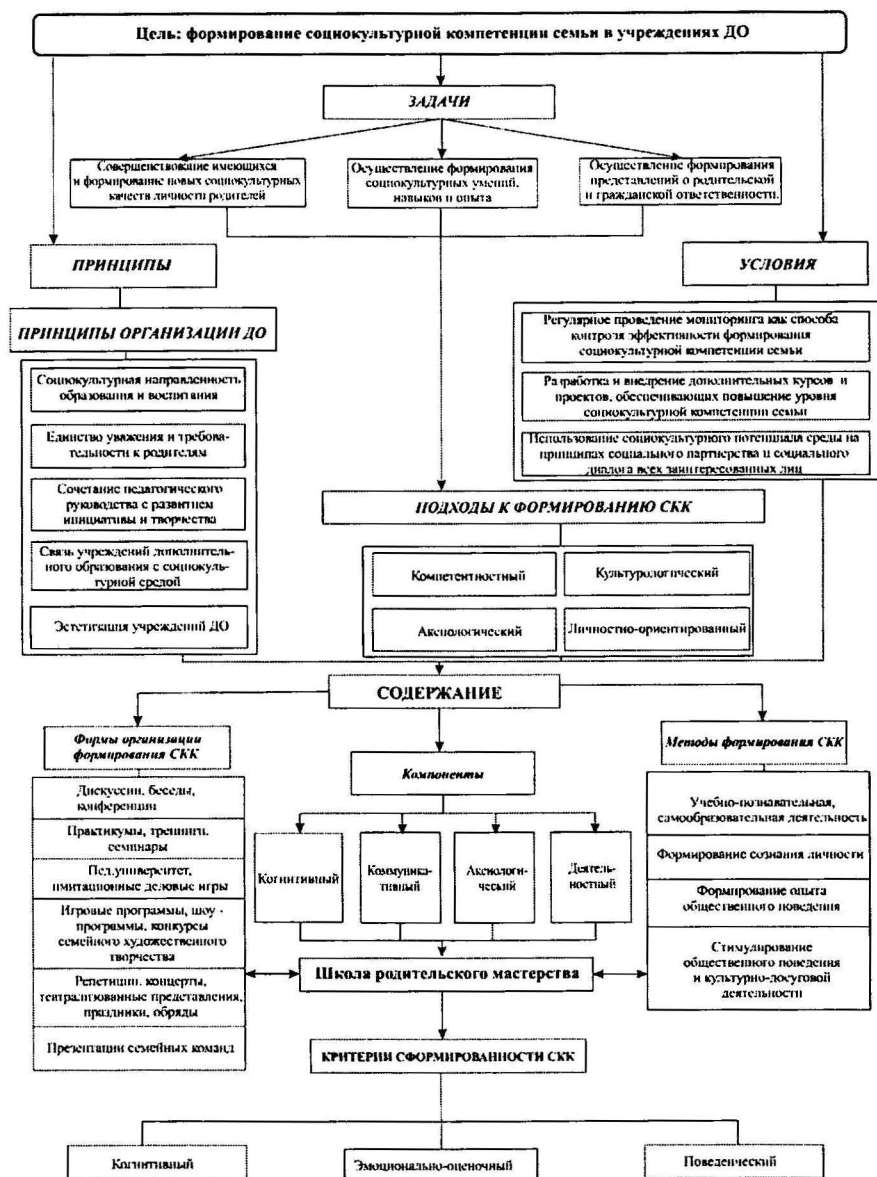 Цель: формирование социокультурной компетенции семьи в учреждениях ДО
ЗАДАЧИ
Совершенствование имеющихся
и формирование новых социокультурных
качеств личности родителей
Осуществление формирования
социокультурных умений,
навыков и опыта
Осуществление формирования
представлений о родительской
и гражданской ответственности.
ПРИНЦИПЫ
ПРИНЦИПЫ ОРГАНИЗАЦИИ ДО
Социокультурная направленность
образования и воспитания
Единство уважения и требова-
тельности к родителям
Сочетание педагогического
руководства с развитием
инициативы и творчества
Связь учреждений дополнитель-
ного образования с социокуль-
турной средой
Эстетизация учреждений ДО
УСЛОВИЯ
Регулярное проведение мониторинга как способа
контроля эффективности формирования
социокультурной компетенции семьи
Разработка и внедрение дополнительных курсов и
проектов, обеспечивающих повышение уровня
социокультурной компетенции семьи
Использование социокультурного потенциала среды на
принципах социального партнерства и социального
диалога всех заинтересованных лиц
ПОДХОДЫ К ФОРМИРОВАНИЮ СКК
Компетентностный
Культурологический
Аксиологический
Личностно-ориентированный
СОДЕРЖАНИЕ
Формы организации
формирования СКК
Дискуссии, беседы,
конференции
Практикумы, тренинги,
семинары
Пед.университет,
имитационные деловые игры
Игровые программы, шоу -
программы, конкурсы
семейного художественного
творчества
Репетиции, концерты,
театрализованные представления,
праздники, обряды
Презентации семейных команд
Компоненты
Когнитивный
Коммуника-
тивный
Аксиологи-
ческий
Деятель-
ностный
Методы формирования СКК
Учебно-познавательная,
самообразовательная деятельность
Формирование сознания личности
Формирование опыта
общественного поведения
Стимулирование
общественного поведения
и культурно-досуговой
деятельности
Школа родительского мастерства
КРИТЕРИИ СФОРМИРОВАННОСТИ СКК
Когнитивный
Эмоционально-оценочный
Поведенческий